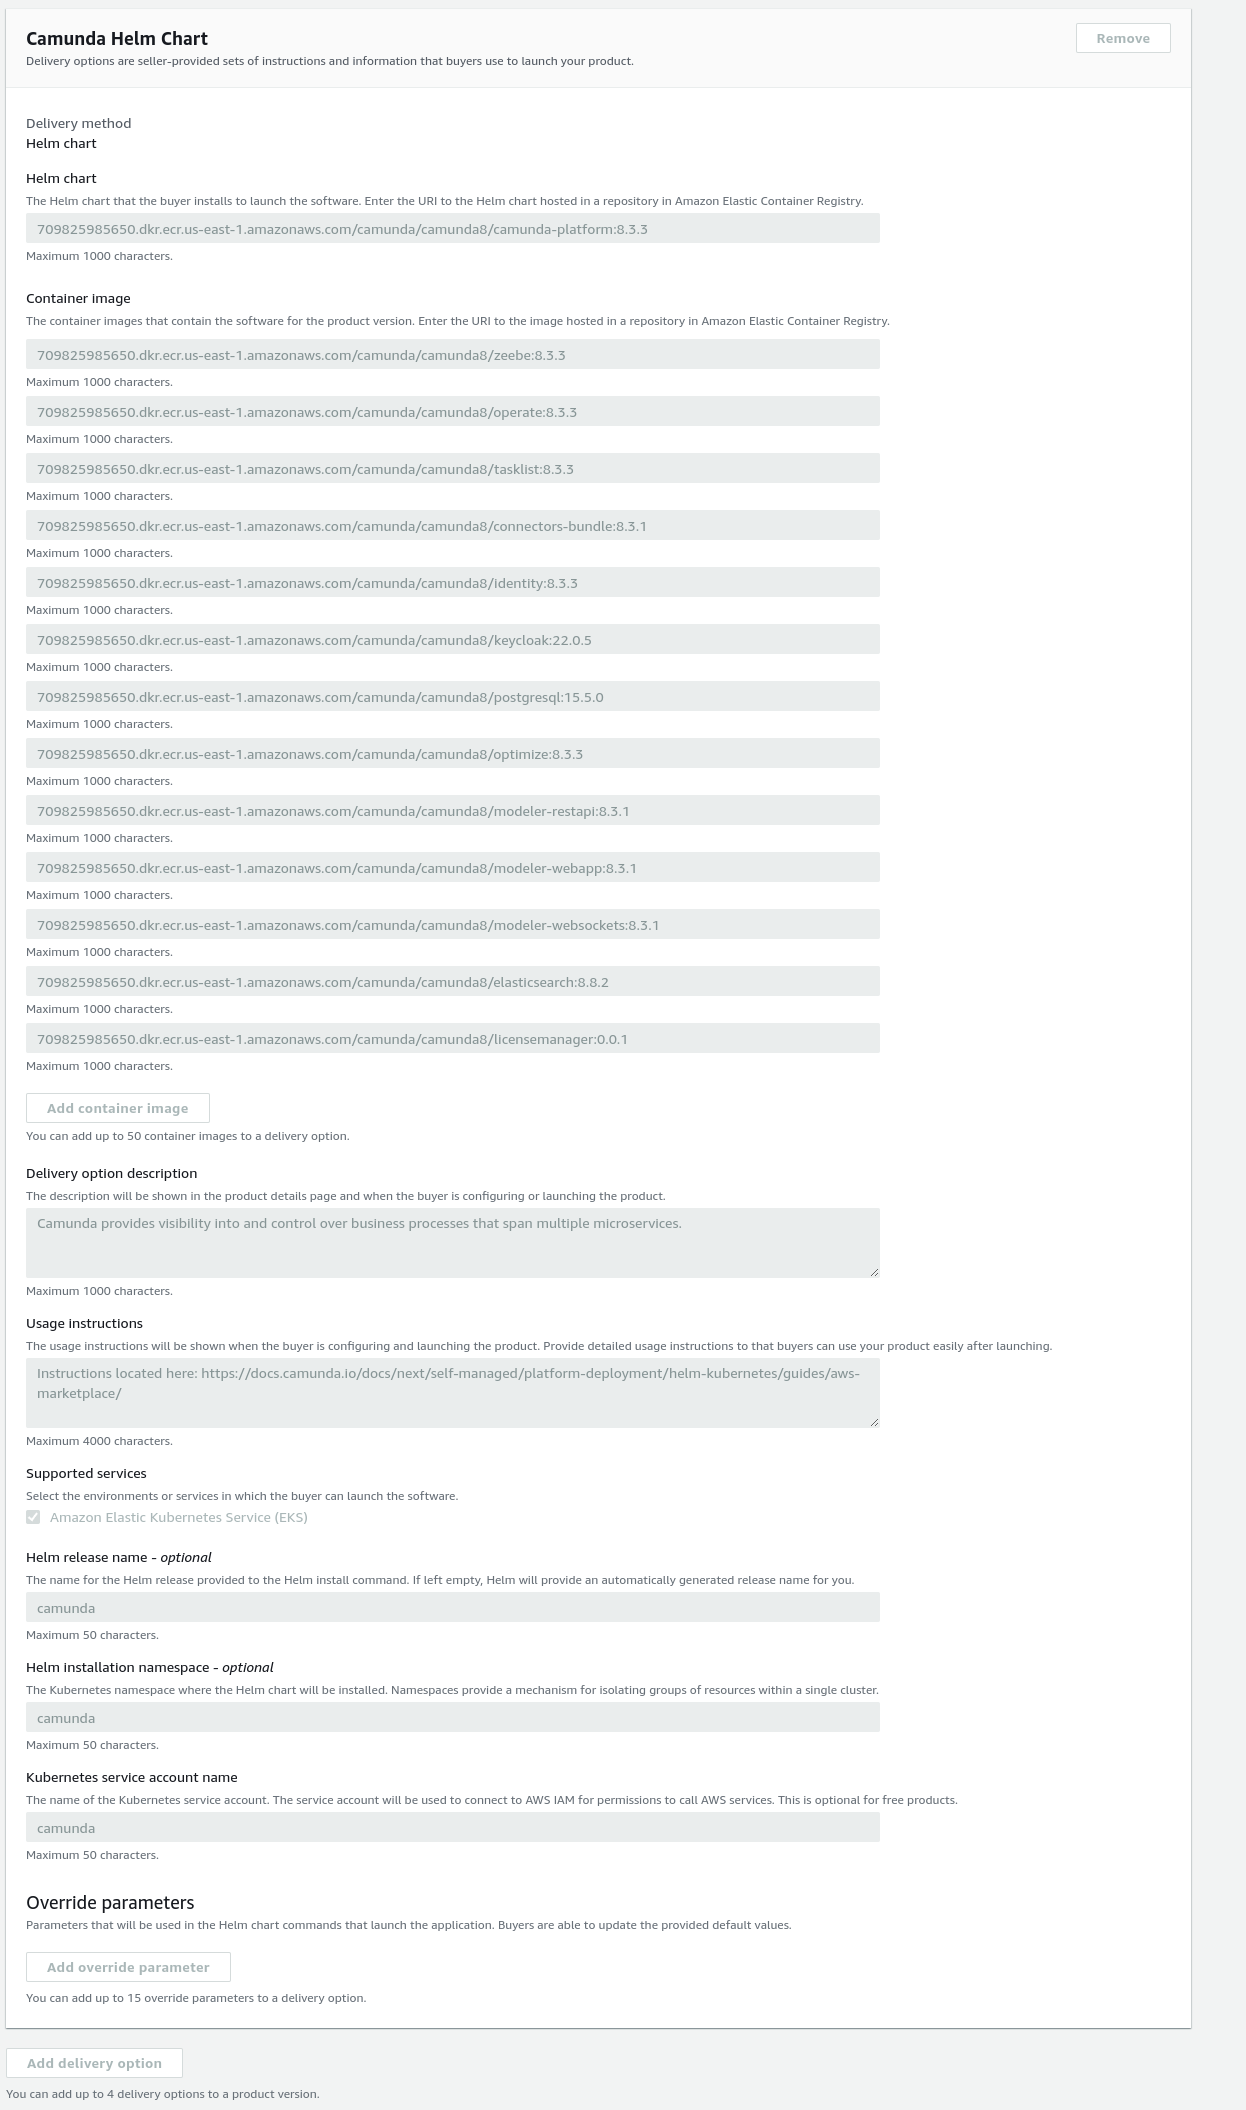 Camunda Helm Chart
Remove
Delivery options are seller-provided sets of instructions and information that buyers use to launch your product.
Delivery method
Helm chart
Helm chart
The Helm chart that the buyer installs to launch the software. Enter the URI to the Helm chart hosted in a repository in Amazon Elastic Container Registry.
709825985650.dkr.ecr.us-east-1.amazonaws.com/camunda/camunda8/camunda-platform:8.3.3
Maximum 1000 characters.
Container image
The container images that contain the software for the product version. Enter the URI to the image hosted in a repository in Amazon Elastic Container Registry.
709825985650.dkr.ecr.us-east-1.amazonaws.com/camunda/camunda8/zeebe:8.3.3
Maximum 1000 characters.
709825985650.dkr.ecr.us-east-1.amazonaws.com/camunda/camunda8/operate:8.3.3
Maximum 1000 characters.
709825985650.dkr.ecr.us-east-1.amazonaws.com/camunda/camunda8/tasklist:8.3.3
Maximum 1000 characters.
709825985650.dkr.ecr.us-east-1.amazonaws.com/camunda/camunda8/connectors-bundle:8.3.1
Maximum 1000 characters.
709825985650.dkr.ecr.us-east-1.amazonaws.com/camunda/camunda8/identity:8.3.3
Maximum 1000 characters.
709825985650.dkr.ecr.us-east-1.amazonaws.com/camunda/camunda8/keycloak:22.0.5
Maximum 1000 characters.
709825985650.dkr.ecr.us-east-1.amazonaws.com/camunda/camunda8/postgresql:15.5.0
Maximum 1000 characters.
709825985650.dkr.ecr.us-east-1.amazonaws.com/camunda/camunda8/optimize:8.3.3
Maximum 1000 characters.
709825985650.dkr.ecr.us-east-1.amazonaws.com/camunda/camunda8/modeler-restapi:8.3.1
Maximum 1000 characters.
709825985650.dkr.ecr.us-east-1.amazonaws.com/camunda/camunda8/modeler-webapp:8.3.1
Maximum 1000 characters.
709825985650.dkr.ecr.us-east-1.amazonaws.com/camunda/camunda8/modeler-websockets:8.3.1
Maximum 1000 characters.
709825985650.dkr.ecr.us-east-1.amazonaws.com/camunda/camunda8/elasticsearch:8.8.2
Maximum 1000 characters.
709825985650.dkr.ecr.us-east-1.amazonaws.com/camunda/camunda8/licensemanager:0.0.1
Maximum 1000 characters.
Add container image
You can add up to 50 container images to a delivery option.
Delivery option description
The description will be shown in the product details page and when the buyer is configuring or launching the product.
Camunda provides visibility into and control over business processes that span multiple microservices.
Maximum 1000 characters.
Usage instructions
The usage instructions will be shown when the buyer is configuring and launching the product. Provide detailed usage instructions to that buyers can use your product easily after launching.
Instructions located here: https://docs.camunda.io/docs/next/self-managed/platform-deployment/helm-kubernetes/guides/aws-
marketplace/
Maximum 4000 characters.
Supported services
Select the environments or services in which the buyer can launch the software.
Amazon Elastic Kubernetes Service (EKS)
Helm release name - optional
The name for the Helm release provided to the Helm install command. If left empty, Helm will provide an automatically generated release name for you.
camunda
Maximum 50 characters.
Helm installation namespace - optional
The Kubernetes namespace where the Helm chart will be installed. Namespaces provide a mechanism for isolating groups of resources within a single cluster.
camunda
Maximum 50 characters.
Kubernetes service account name
The name of the Kubernetes service account. The service account will be used to connect to AWS IAM for permissions to call AWS services. This is optional for free products.
camunda
Maximum 50 characters.
Override parameters
Parameters that will be used in the Helm chart commands that launch the application. Buyers are able to update the provided default values.
Add override parameter
You can add up to 15 override parameters to a delivery option.
Add delivery option
You can add up to 4 delivery options to a product version.